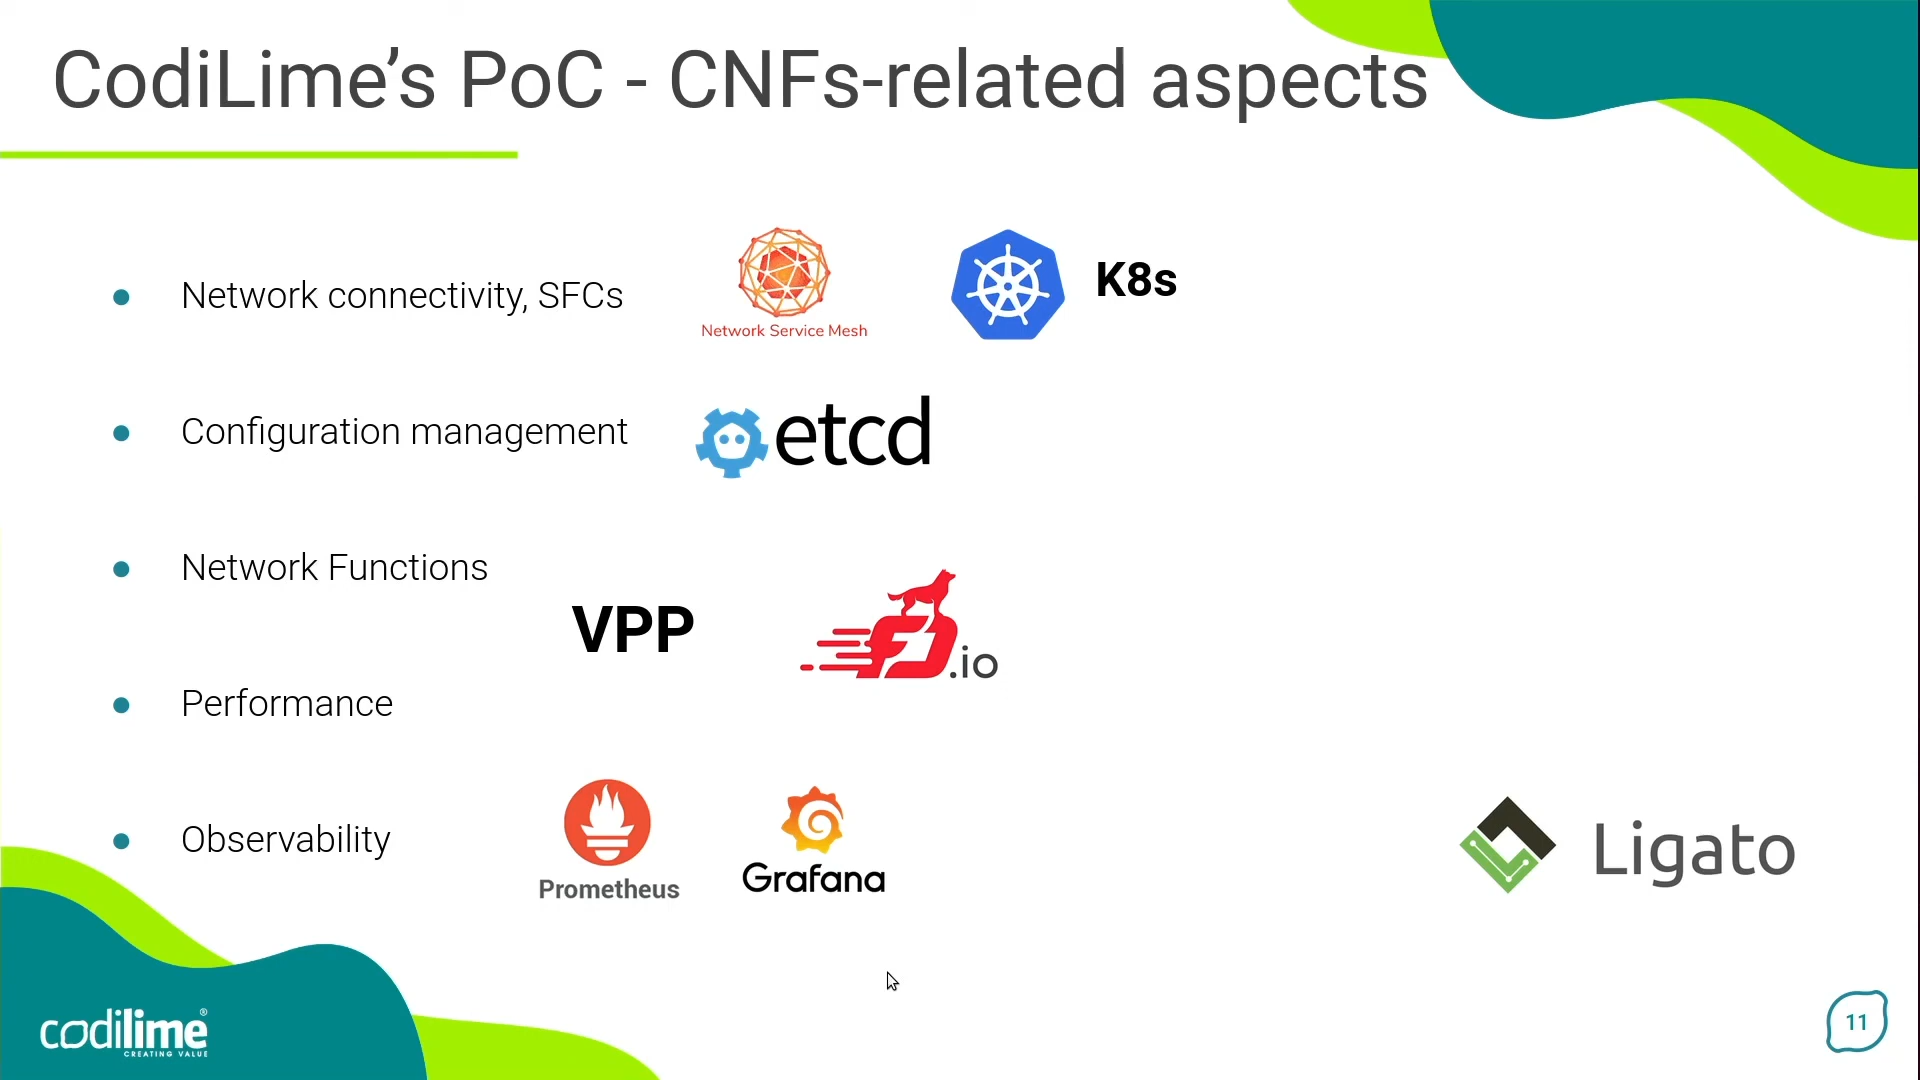 CodiLime’s PoC - CNFs-related aspects
Network connectivity, SFCs
Network Service Mesh
K8s
Configuration management
etcd
Network Functions
VPP
FD.io
Performance
Observability
Prometheus
Grafana
Ligato
codilime®
CREATING VALUE
11